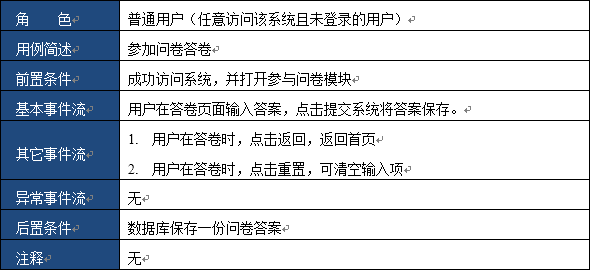 角 色 普通用户（任意访问该系统且未登录的用户）
用例简述 参加问卷答卷
前置条件 成功访问系统，并打开参与问卷模块
基本事件流 用户在答卷页面输入答案，点击提交系统将答案保存。
其它事件流
1. 用户在答卷时，点击返回，返回首页
2. 用户在答卷时，点击重置，可清空输入项
异常事件流 无
后置条件 数据库保存一份问卷答案
注释 无